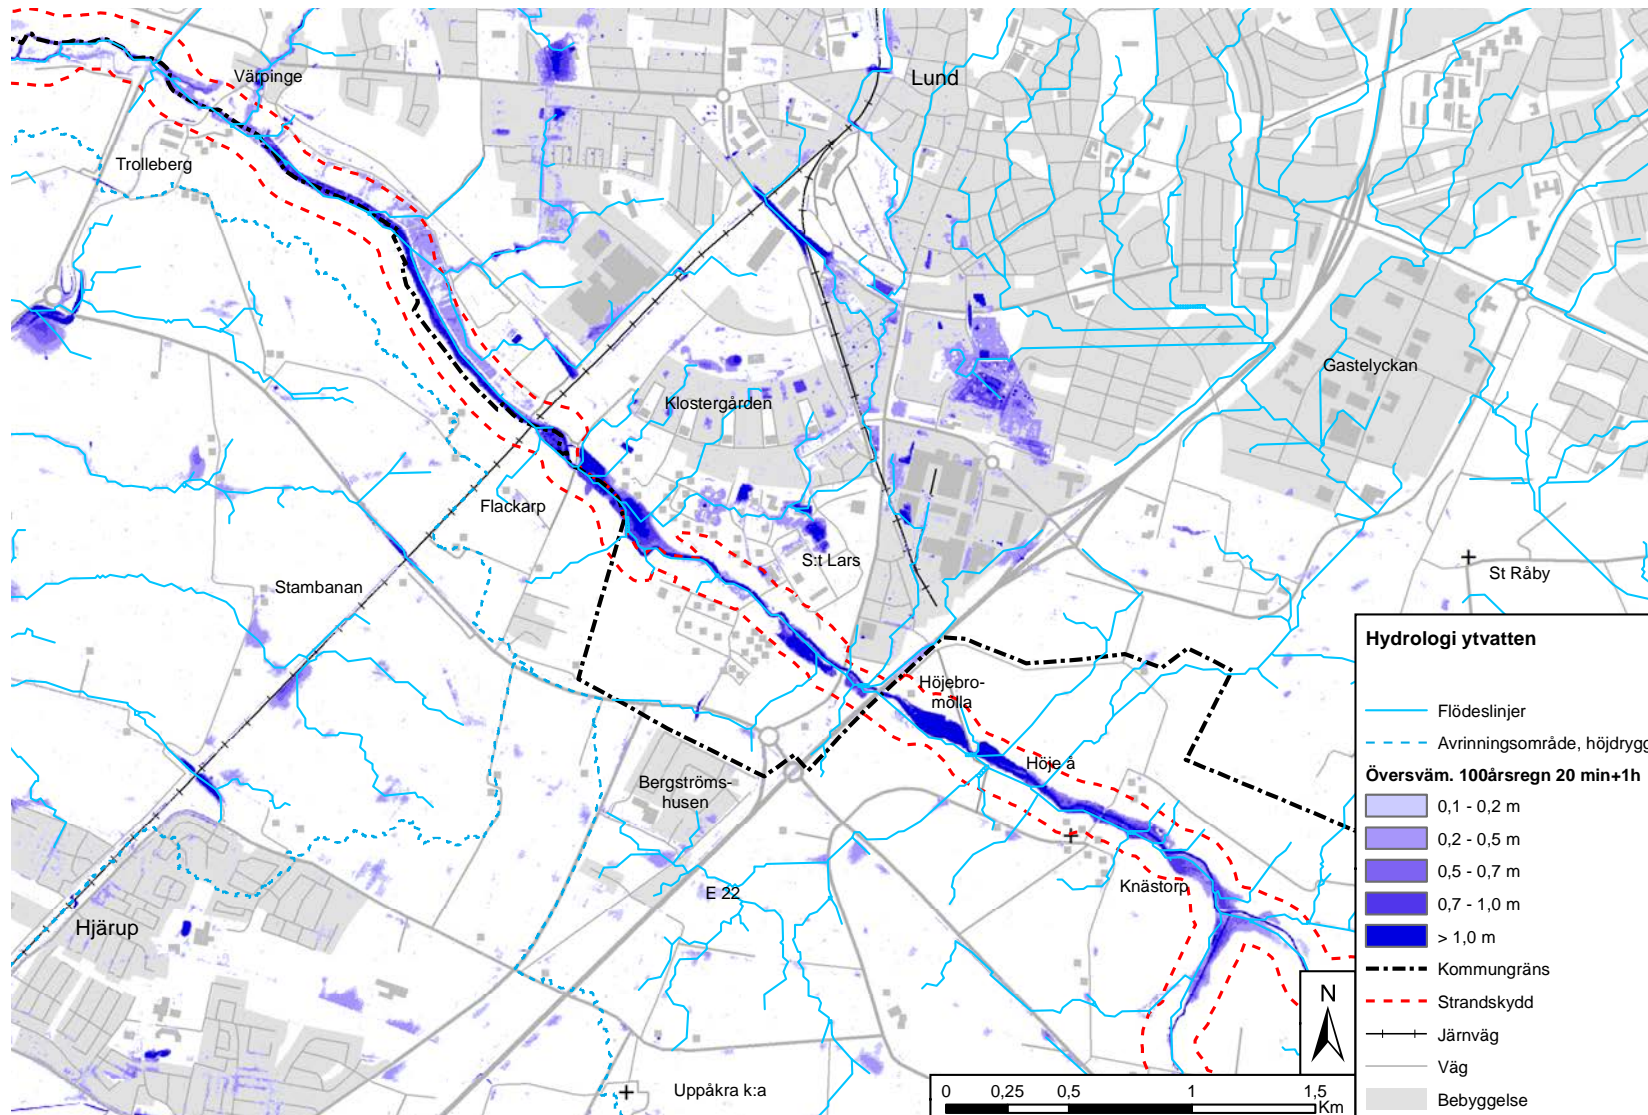 Värpinge
Lund
Trolleberg
Gastelyckan
Klostergården
Flackarp
S:t Lars
St Råby
Stambanan
Höjebro-
mölla
Höje å
Bergströms-
husen
Knästorp
E 22
Hjärup
Uppåkra k:a
Hydrologi ytvatten
Flödeslinjer
Avrinningsområde, höjdrygg
Översväm. 100årsregn 20 min+1h
0,1 - 0,2 m
0,2 - 0,5 m
0,5 - 0,7 m
0,7 - 1,0 m
> 1,0 m
Kommungräns
Strandskydd
Järnväg
Väg
Bebyggelse
N
0 0,25 0,5 1 1,5
Km